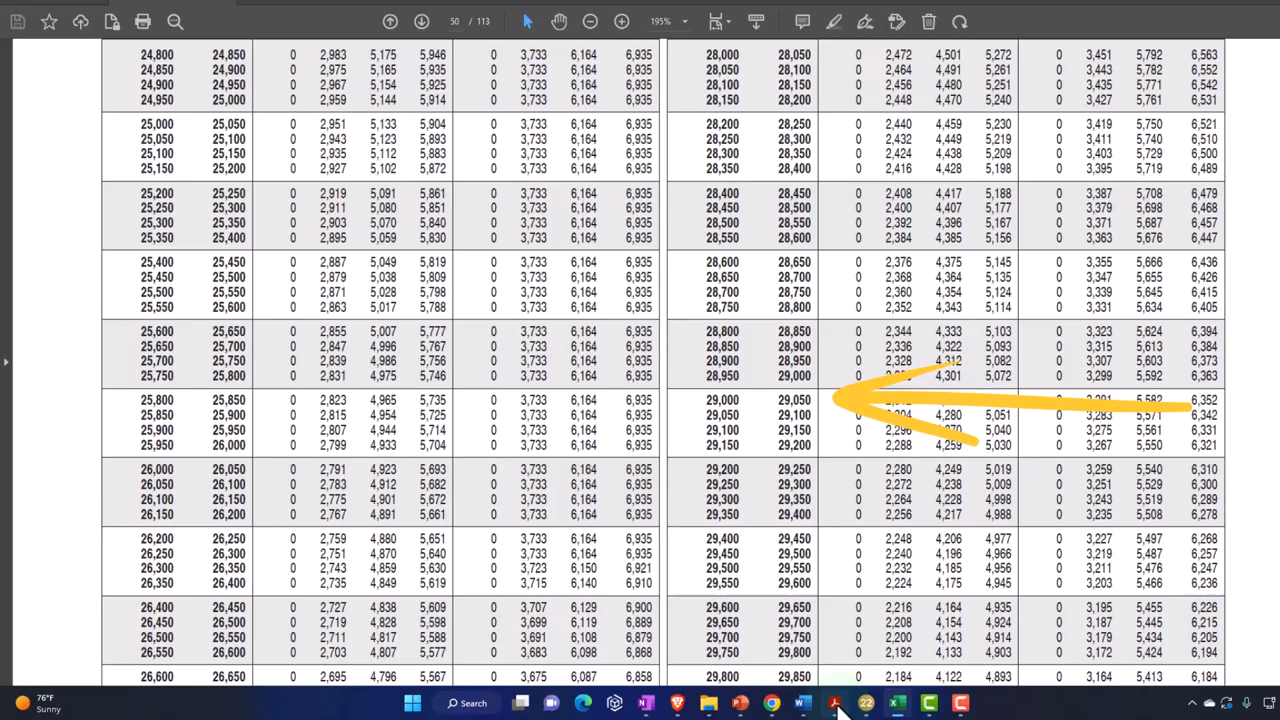 50 / 113
195%
24,800 24,850 0 2,983 5,175 5,946 0 3,733 6,164 6,935
24,850 24,900 0 2,975 5,165 5,935 0 3,733 6,164 6,935
24,900 24,950 0 2,967 5,154 5,925 0 3,733 6,164 6,935
24,950 25,000 0 2,959 5,144 5,914 0 3,733 6,164 6,935
25,000 25,050 0 2,951 5,133 5,904 0 3,733 6,164 6,935
25,050 25,100 0 2,943 5,123 5,893 0 3,733 6,164 6,935
25,100 25,150 0 2,935 5,112 5,883 0 3,733 6,164 6,935
25,150 25,200 0 2,927 5,102 5,872 0 3,733 6,164 6,935
25,200 25,250 0 2,919 5,091 5,861 0 3,733 6,164 6,935
25,250 25,300 0 2,911 5,080 5,851 0 3,733 6,164 6,935
25,300 25,350 0 2,903 5,070 5,840 0 3,733 6,164 6,935
25,350 25,400 0 2,895 5,059 5,830 0 3,733 6,164 6,935
25,400 25,450 0 2,887 5,049 5,819 0 3,733 6,164 6,935
25,450 25,500 0 2,879 5,038 5,809 0 3,733 6,164 6,935
25,500 25,550 0 2,871 5,028 5,798 0 3,733 6,164 6,935
25,550 25,600 0 2,863 5,017 5,788 0 3,733 6,164 6,935
25,600 25,650 0 2,855 5,007 5,777 0 3,733 6,164 6,935
25,650 25,700 0 2,847 4,996 5,767 0 3,733 6,164 6,935
25,700 25,750 0 2,839 4,986 5,756 0 3,733 6,164 6,935
25,750 25,800 0 2,831 4,975 5,746 0 3,733 6,164 6,935
25,800 25,850 0 2,823 4,965 5,735 0 3,733 6,164 6,935
25,850 25,900 0 2,815 4,954 5,725 0 3,733 6,164 6,935
25,900 25,950 0 2,807 4,944 5,714 0 3,733 6,164 6,935
25,950 26,000 0 2,799 4,933 5,704 0 3,733 6,164 6,935
26,000 26,050 0 2,791 4,923 5,693 0 3,733 6,164 6,935
26,050 26,100 0 2,783 4,912 5,682 0 3,733 6,164 6,935
26,100 26,150 0 2,775 4,901 5,672 0 3,733 6,164 6,935
26,150 26,200 0 2,767 4,891 5,661 0 3,733 6,164 6,935
26,200 26,250 0 2,759 4,880 5,651 0 3,733 6,164 6,935
26,250 26,300 0 2,751 4,870 5,640 0 3,733 6,164 6,935
26,300 26,350 0 2,743 4,859 5,630 0 3,723 6,150 6,921
26,350 26,400 0 2,735 4,849 5,619 0 3,715 6,140 6,910
26,400 26,450 0 2,727 4,838 5,609 0 3,707 6,129 6,900
26,450 26,500 0 2,719 4,828 5,598 0 3,699 6,119 6,889
26,500 26,550 0 2,711 4,817 5,588 0 3,691 6,108 6,879
26,550 26,600 0 2,703 4,807 5,577 0 3,683 6,098 6,868
26,600 26,650 0 2,695 4,796 5,567 0 3,675 6,087 6,858
28,000 28,050 0 2,472 4,501 5,272 0 3,451 5,792 6,563
28,050 28,100 0 2,464 4,491 5,261 0 3,443 5,782 6,552
28,100 28,150 0 2,456 4,480 5,251 0 3,435 5,771 6,542
28,150 28,200 0 2,448 4,470 5,240 0 3,427 5,761 6,531
28,200 28,250 0 2,440 4,459 5,230 0 3,419 5,750 6,521
28,250 28,300 0 2,432 4,449 5,219 0 3,411 5,740 6,510
28,300 28,350 0 2,424 4,438 5,209 0 3,403 5,729 6,500
28,350 28,400 0 2,416 4,428 5,198 0 3,395 5,719 6,489
28,400 28,450 0 2,408 4,417 5,188 0 3,387 5,708 6,479
28,450 28,500 0 2,400 4,407 5,177 0 3,379 5,698 6,468
28,500 28,550 0 2,392 4,396 5,167 0 3,371 5,687 6,457
28,550 28,600 0 2,384 4,385 5,156 0 3,363 5,676 6,447
28,600 28,650 0 2,376 4,375 5,145 0 3,355 5,666 6,436
28,650 28,700 0 2,368 4,364 5,135 0 3,347 5,655 6,426
28,700 28,750 0 2,360 4,354 5,124 0 3,339 5,645 6,415
28,750 28,800 0 2,352 4,343 5,114 0 3,331 5,634 6,405
28,800 28,850 0 2,344 4,333 5,103 0 3,323 5,624 6,394
28,850 28,900 0 2,336 4,322 5,093 0 3,315 5,613 6,384
28,900 28,950 0 2,328 4,312 5,082 0 3,307 5,603 6,373
28,950 29,000 0 4,301 5,072 0 3,299 5,592 6,363
29,000 29,050 5,582 6,352
29,050 29,100 4,280 5,051 0 3,283 5,571 6,342
29,100 29,150 0 2,296 5,040 0 3,275 5,561 6,331
29,150 29,200 0 2,288 4,259 5,030 0 3,267 5,550 6,321
29,200 29,250 0 2,280 4,249 5,019 0 3,259 5,540 6,310
29,250 29,300 0 2,272 4,238 5,009 0 3,251 5,529 6,300
29,300 29,350 0 2,264 4,228 4,998 0 3,243 5,519 6,289
29,350 29,400 0 2,256 4,217 4,988 0 3,235 5,508 6,278
29,400 29,450 0 2,248 4,206 4,977 0 3,227 5,497 6,268
29,450 29,500 0 2,240 4,196 4,966 0 3,219 5,487 6,257
29,500 29,550 0 2,232 4,185 4,956 0 3,211 5,476 6,247
29,550 29,600 0 2,224 4,175 4,945 0 3,203 5,466 6,236
29,600 29,650 0 2,216 4,164 4,935 0 3,195 5,455 6,226
29,650 29,700 0 2,208 4,154 4,924 0 3,187 5,445 6,215
29,700 29,750 0 2,200 4,143 4,914 0 3,179 5,434 6,205
29,750 29,800 0 2,192 4,133 4,903 0 3,172 5,424 6,194
29,800 29,850 0 2,184 4,122 4,893 0 3,164 5,413 6,184
76°F
Sunny
Search
22